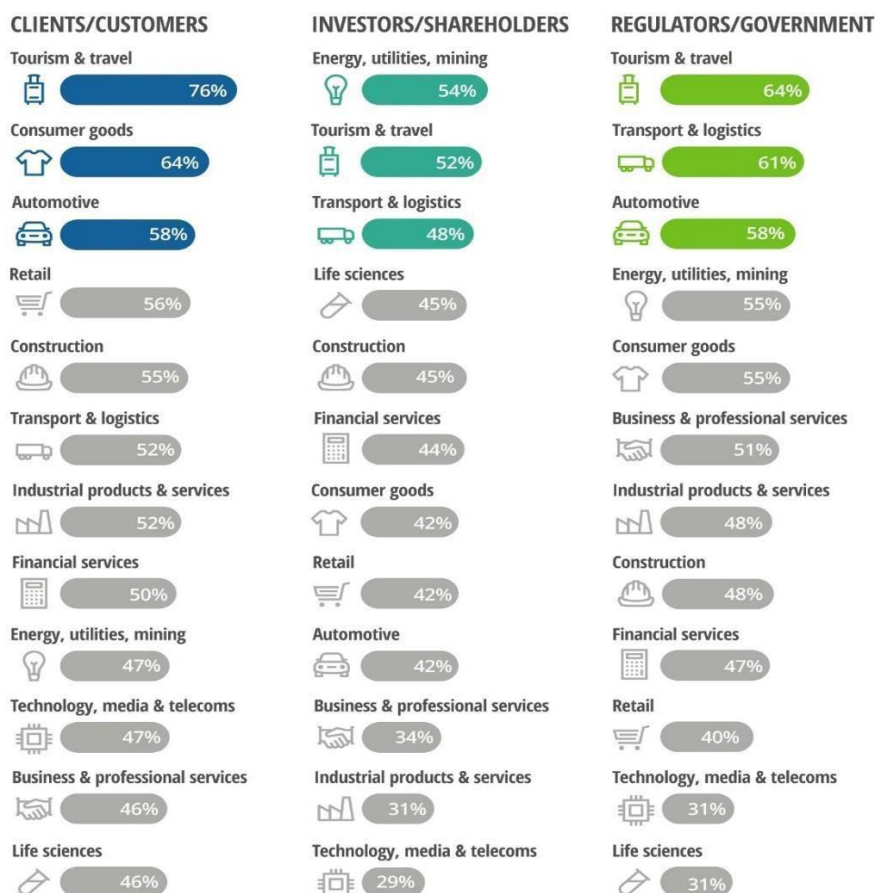 CLIENTS/CUSTOMERS
Tourism & travel
76%
Consumer goods
64%
Automotive
58%
Retail
56%
Construction
55%
Transport & logistics
52%
Industrial products & services
52%
Financial services
50%
Energy, utilities, mining
47%
Technology, media & telecoms
47%
Business & professional services
46%
Life sciences
46%
INVESTORS/SHAREHOLDERS
Energy, utilities, mining
54%
Tourism & travel
52%
Transport & logistics
48%
Life sciences
45%
Construction
45%
Financial services
44%
Consumer goods
42%
Retail
42%
Automotive
42%
Business & professional services
34%
Industrial products & services
31%
Technology, media & telecoms
29%
REGULATORS/GOVERNMENT
Tourism & travel
64%
Transport & logistics
61%
Automotive
58%
Energy, utilities, mining
55%
Consumer goods
55%
Business & professional services
51%
Industrial products & services
48%
Construction
48%
Financial services
47%
Retail
40%
Technology, media & telecoms
31%
Life sciences
31%